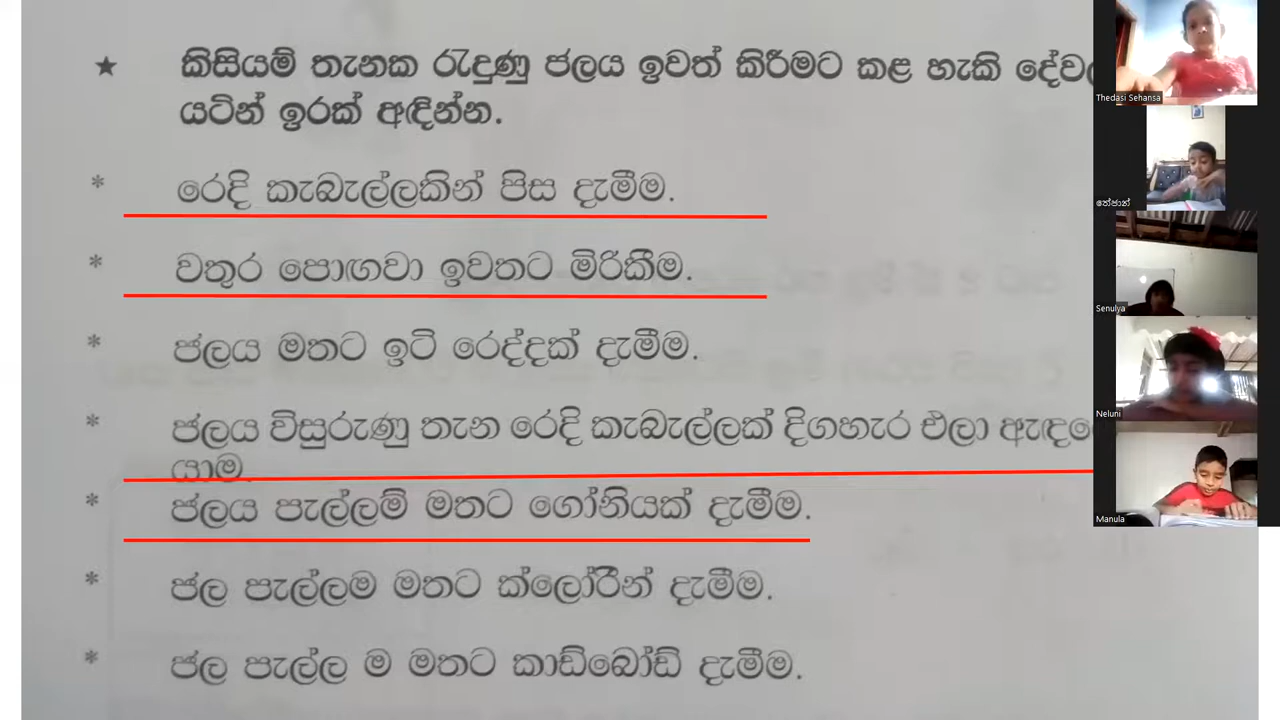 ★ කිසියම් තැනක රැදුණු ජලය ඉවත් කිරීමට කළ හැකි
යටින් ඉරක් අඳින්න.
* රෙදි කැබැල්ලකින් පිස දැමීම.
* වතුර පොඟවා ඉවතට මිරිකීම.
* ජලය මතට ඉටි රෙද්දක් දැමීම.
* ජලය විසුරුණු තැන රෙදි කැබැල්ලක් දිගහැර එලා
යාම.
* ජලය පැල්ලම් මතට ගෝනියක් දැමීම.
* ජල පැල්ලම මතට ක්ලෝරීන් දැමීම.
* ජල පැල්ල ම මතට කාඩ්බෝඩ් දැමීම.
Thedasi Sehansa
තේජාන්
Senulya
Neluni
Manula